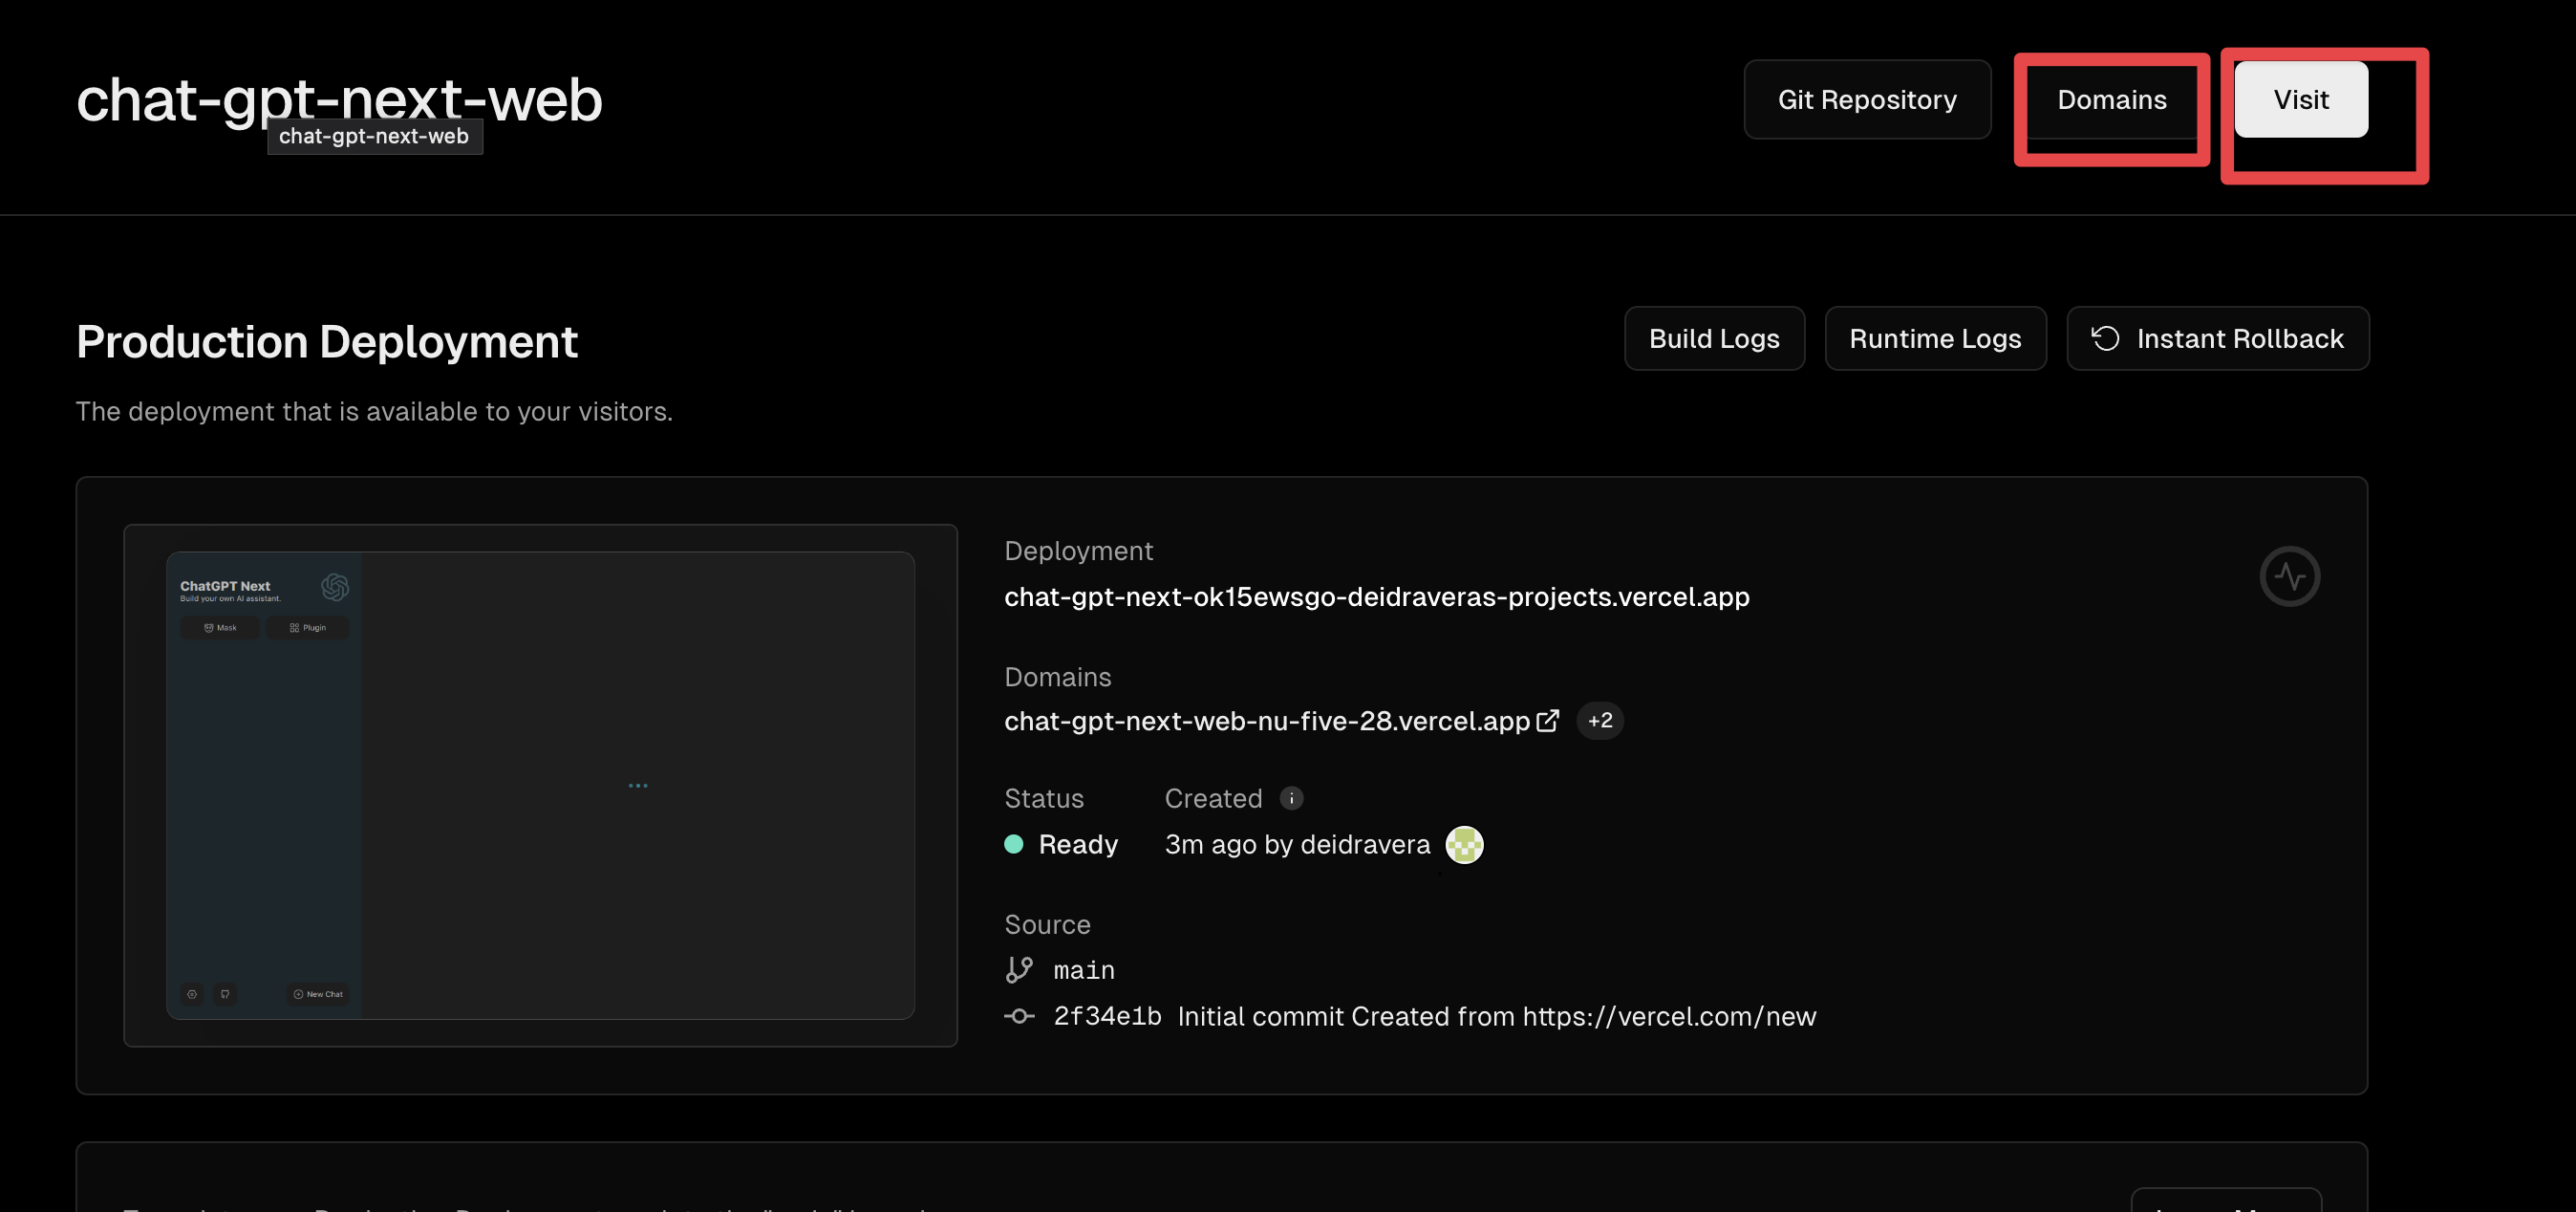 chat-gpt-next-web
chat-gpt-next-web
Git Repository
Domains
Visit
Production Deployment
The deployment that is available to your visitors.
Build Logs
Runtime Logs
Instant Rollback
ChatGPT Next
Build your own AI assistant.
Mask
Plugin
New Chat
Deployment
chat-gpt-next-ok15ewsgo-deidraveras-projects.vercel.app
Domains
chat-gpt-next-web-nu-five-28.vercel.app
+2
Status
Created
Ready
3m ago by deidravera
Source
main
2f34e1b Initial commit Created from https://vercel.com/new